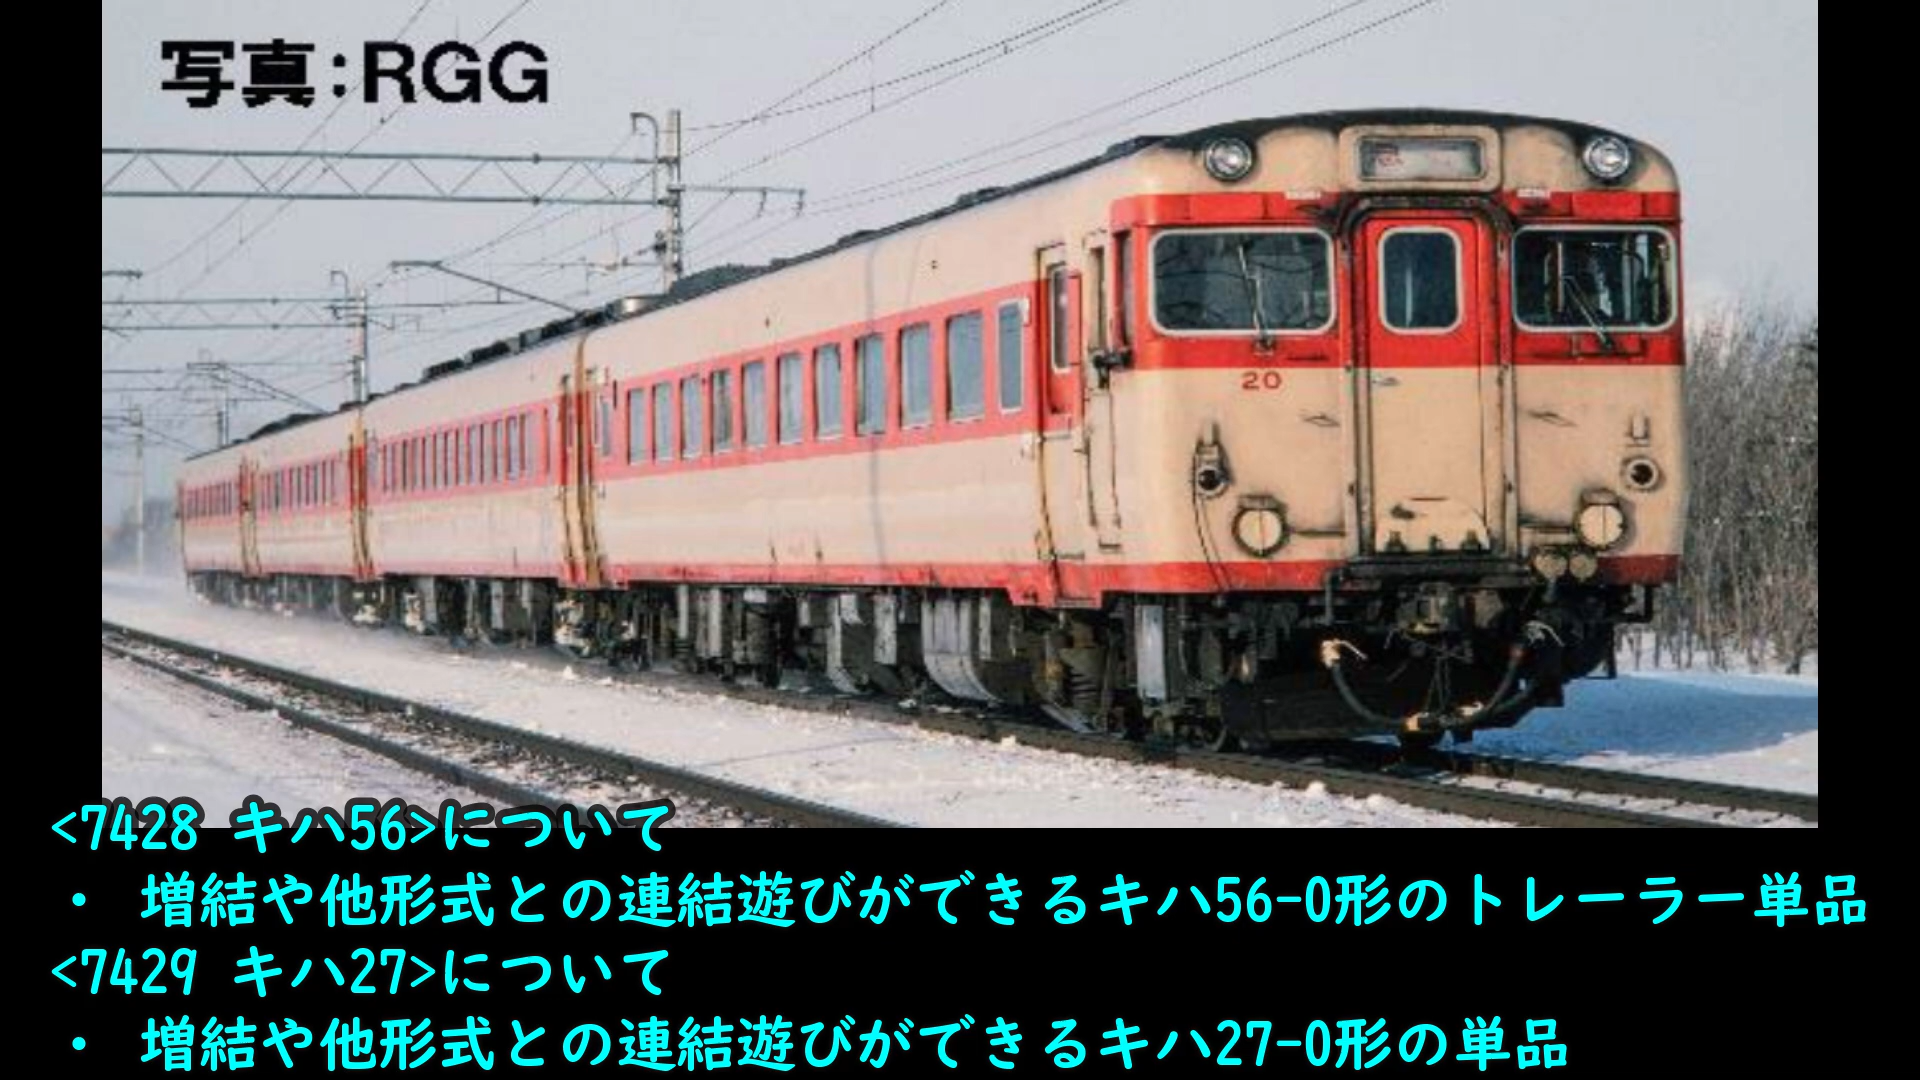 写真:RGG
20
<7428 キハ56>について
・ 増結や他形式との連結遊びができるキハ56-0形のトレーラー単品
<7429 キハ27>について
・ 増結や他形式との連結遊びができるキハ27-0形の単品